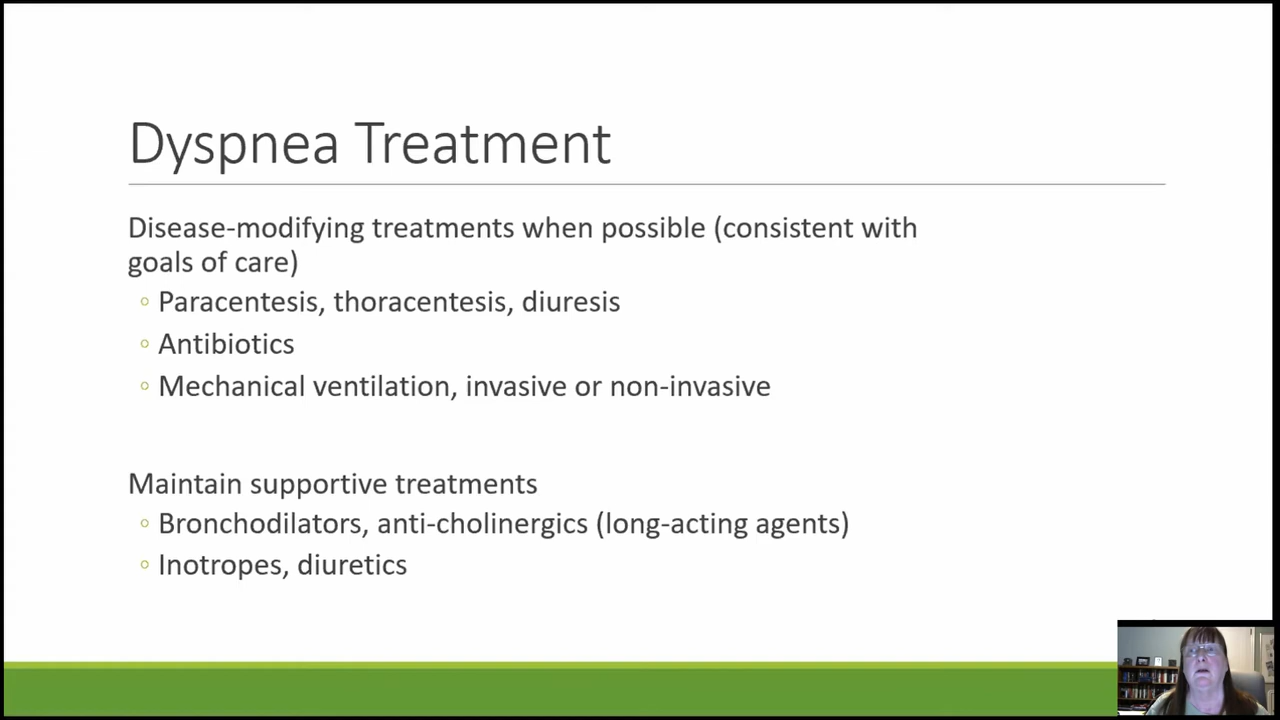 Dyspnea Treatment
Disease-modifying treatments when possible (consistent with
goals of care)
◦ Paracentesis, thoracentesis, diuresis
◦ Antibiotics
◦ Mechanical ventilation, invasive or non-invasive
Maintain supportive treatments
◦ Bronchodilators, anti-cholinergics (long-acting agents)
◦ Inotropes, diuretics